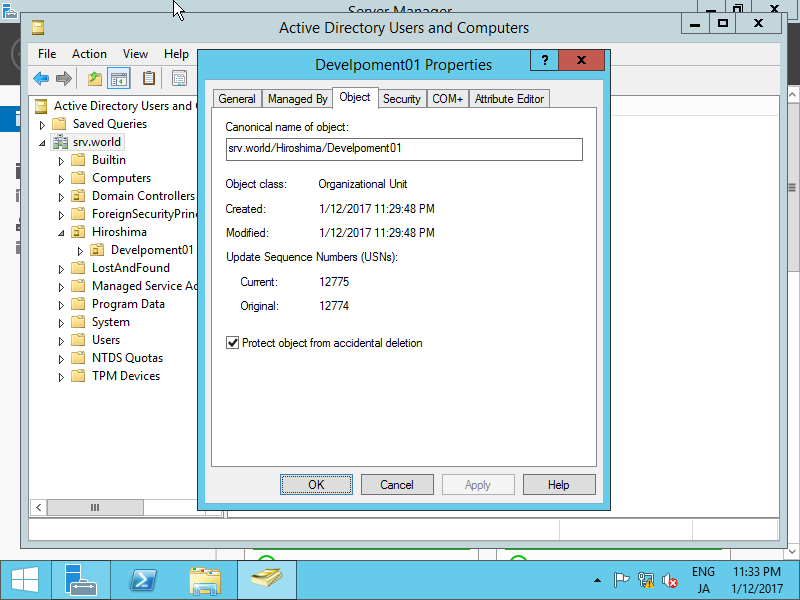 Server Manager
Active Directory Users and Computers
File Action View Help
Develpoment01 Properties
? x
General Managed By Object Security COM+ Attribute Editor
Active Directory Users and
Saved Queries
srv.world
Builtin
Computers
Domain Controllers
ForeignSecurityPrin
Hiroshima
Develpoment01
LostAndFound
Managed Service Ac
Program Data
System
Users
NTDS Quotas
TPM Devices
Canonical name of object:
srv.world/Hiroshima/Develpoment01
Object class: Organizational Unit
Created: 1/12/2017 11:29:48 PM
Modified: 1/12/2017 11:29:48 PM
Update Sequence Numbers (USNs):
Current: 12775
Original: 12774
Protect object from accidental deletion
OK Cancel Apply Help
ENG 11:33 PM
JA 1/12/2017